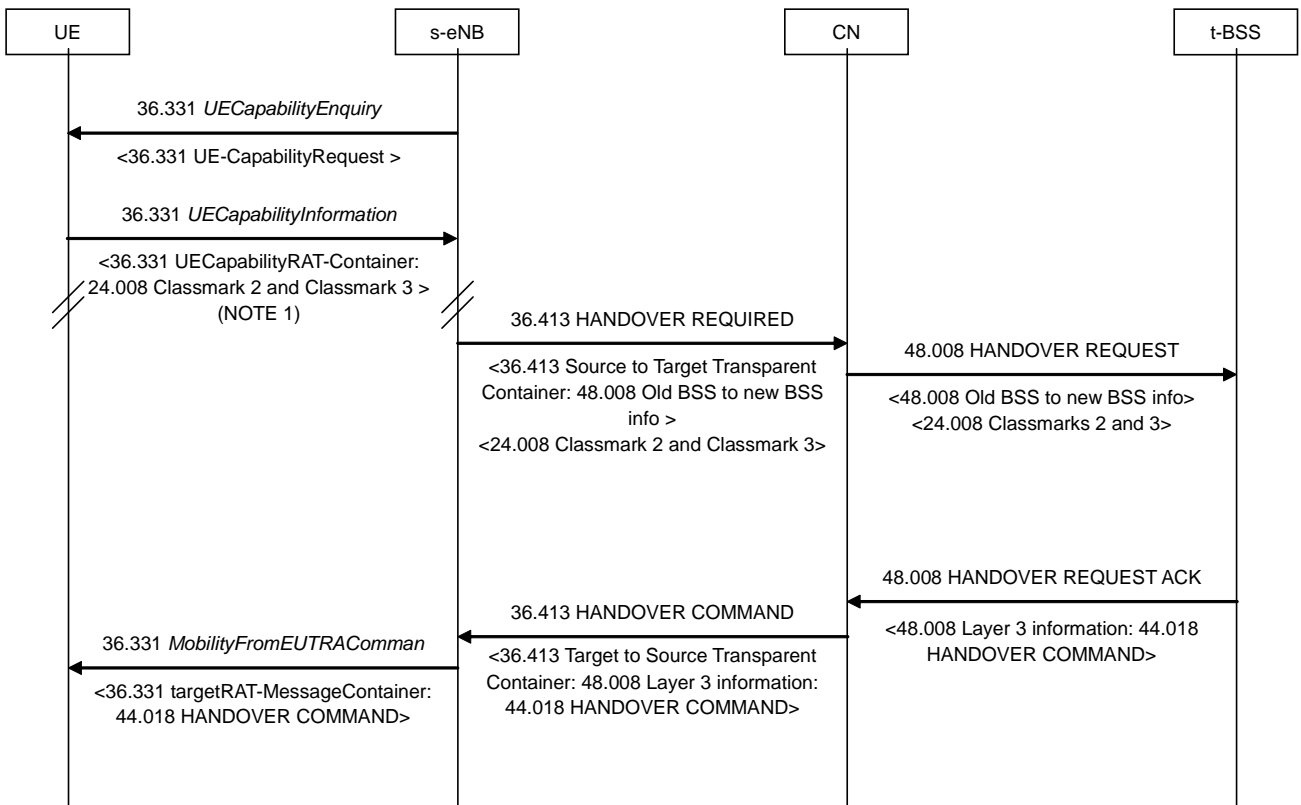 UE
s-eNB
CN
t-BSS
36.331 UECapabilityEnquiry
<36.331 UE-CapabilityRequest >
36.331 UECapabilityInformation
<36.331 UECapabilityRAT-Container:
24.008 Classmark 2 and Classmark 3 >
(NOTE 1)
36.413 HANDOVER REQUIRED
<36.413 Source to Target Transparent
Container: 48.008 Old BSS to new BSS
info >
<24.008 Classmark 2 and Classmark 3>
48.008 HANDOVER REQUEST
<48.008 Old BSS to new BSS info>
<24.008 Classmarks 2 and 3>
48.008 HANDOVER REQUEST ACK
<48.008 Layer 3 information: 44.018
HANDOVER COMMAND>
36.413 HANDOVER COMMAND
<36.413 Target to Source Transparent
Container: 48.008 Layer 3 information:
44.018 HANDOVER COMMAND>
36.331 MobilityFromEUTRAComman
<36.331 targetRAT-MessageContainer:
44.018 HANDOVER COMMAND>